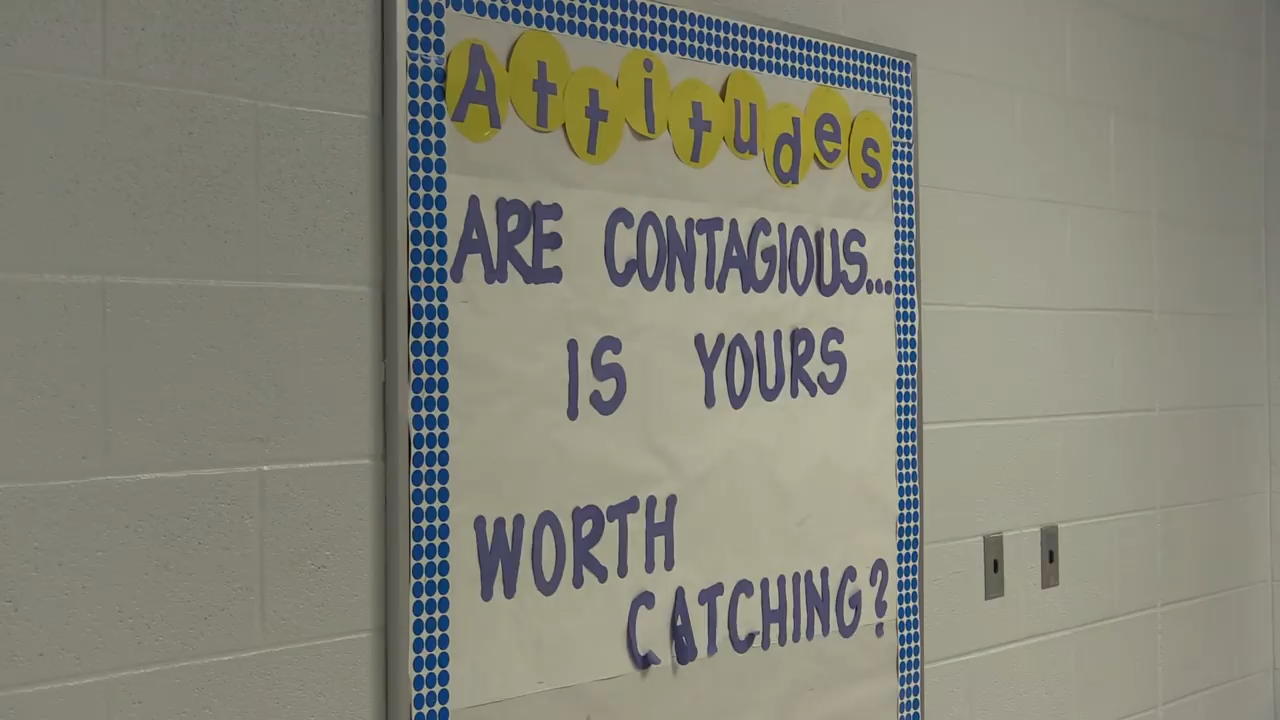 Attitudes
ARE CONTAGIOUS...
IS YOURS
WORTH
CATCHING?